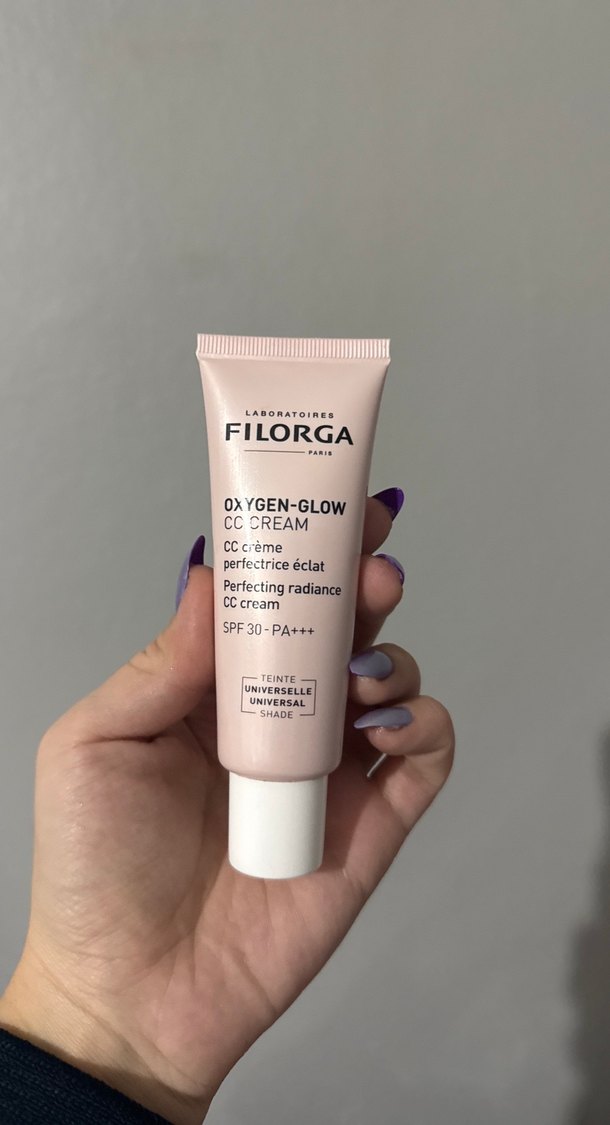 LABORATOIRES
FILORGA
PARIS
OXYGEN-GLOW
CC CREAM
CC crème
perfectrice éclat
Perfecting radiance
CC cream
SPF 30 - PA+++
TEINTE
UNIVERSELLE
UNIVERSAL
SHADE